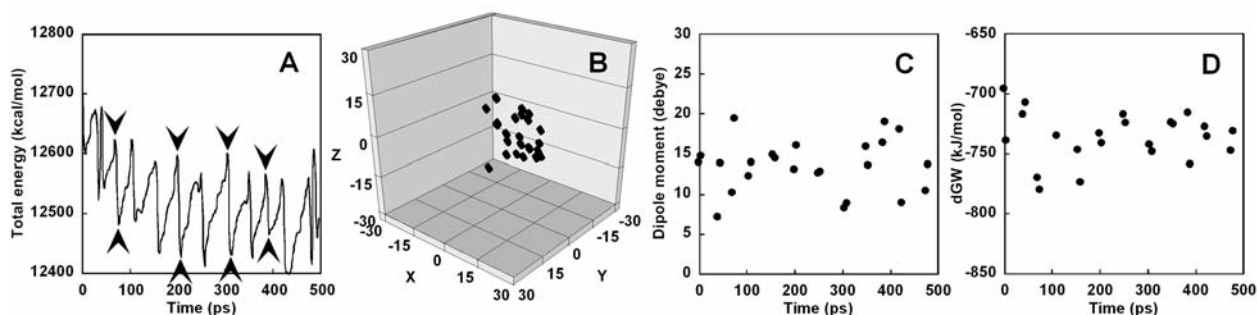 A
Total energy (kcal/mol)
12800
12700
12600
12500
12400
0 100 200 300 400 500
Time (ps)
B
Z
30
15
0
-15
-30
-30
-15
0
15
30
X
-30
-15
0
15
30
Y
C
Dipole moment (debye)
30
25
20
15
10
5
0
0 100 200 300 400 500
Time (ps)
D
dGW (kJ/mol)
-650
-700
-750
-800
-850
0 100 200 300 400 500
Time (ps)